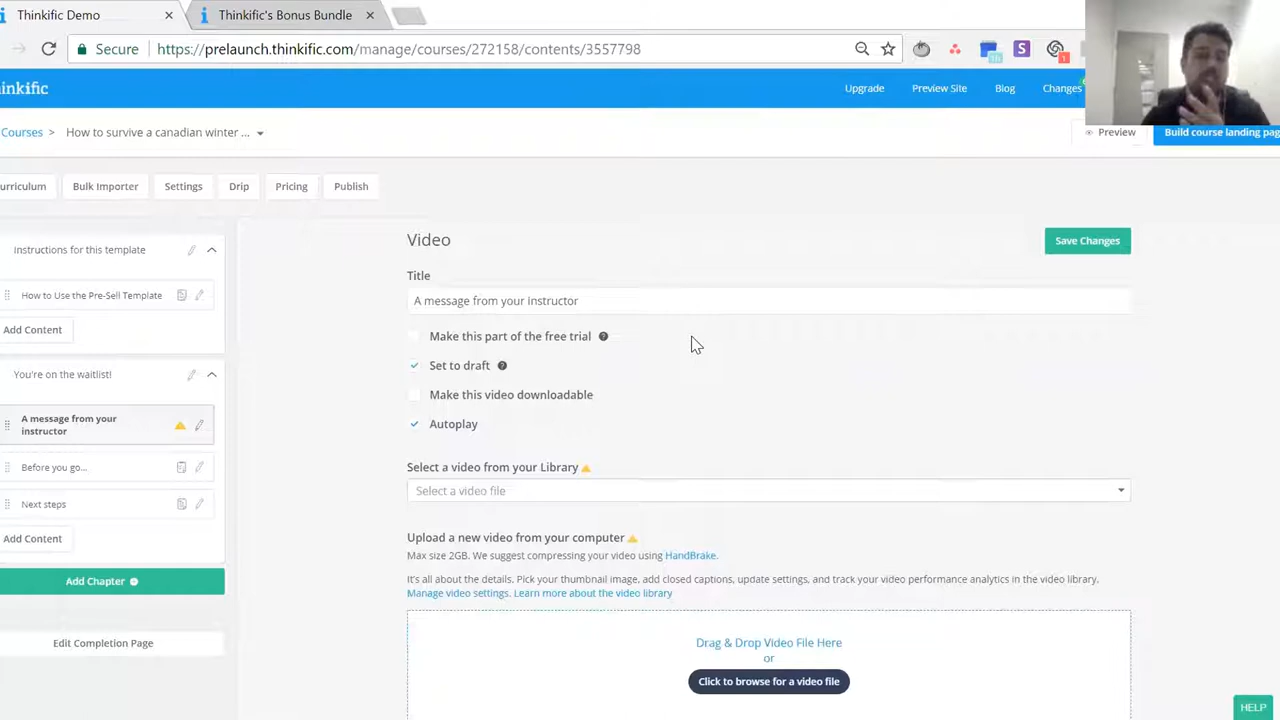 Thinkific Demo
Thinkific's Bonus Bundle
Secure https://prelaunch.thinkific.com/manage/courses/272158/contents/3557798
S
1
hinkific
Upgrade
Preview Site
Blog
Changes
Courses > How to survive a canadian winter ...
Preview
Build course landing pag
urriculum
Bulk Importer
Settings
Drip
Pricing
Publish
Instructions for this template
How to Use the Pre-Sell Template
Add Content
You're on the waitlist!
A message from your
instructor
Before you go...
Next steps
Add Content
Add Chapter
Edit Completion Page
Video
Save Changes
Title
A message from your instructor
Make this part of the free trial ?
Set to draft ?
Make this video downloadable
Autoplay
Select a video from your Library
Select a video file
Upload a new video from your computer
Max size 2GB. We suggest compressing your video using HandBrake.
It's all about the details. Pick your thumbnail image, add closed captions, update settings, and track your video performance analytics in the video library.
Manage video settings. Learn more about the video library
Drag & Drop Video File Here
or
Click to browse for a video file
HELP